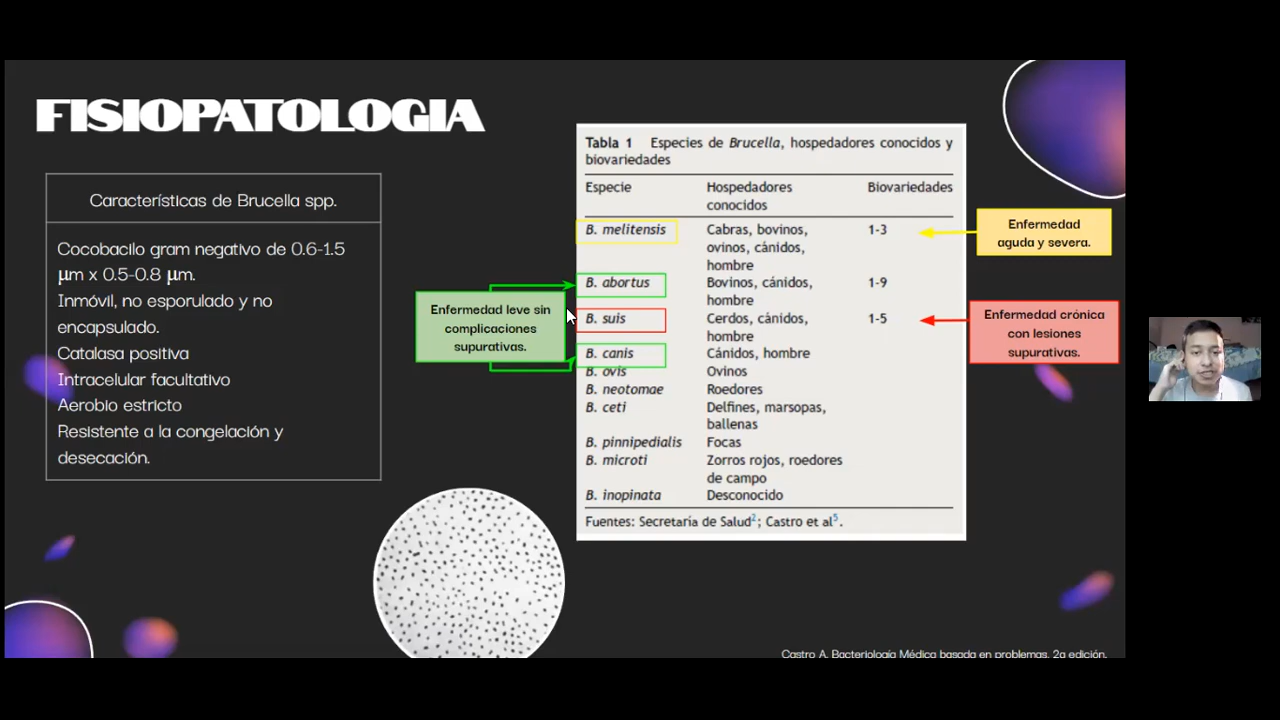 FISIOPATOLOGIA
Características de Brucella spp.
Cocobacilo gram negativo de 0.6-1.5
μm x 0.5-0.8 μm.
Inmóvil, no esporulado y no
encapsulado.
Catalasa positiva
Intracelular facultativo
Aerobio estricto
Resistente a la congelación y
desecación.
Enfermedad leve sin
complicaciones
supurativas.
Tabla 1 Especies de Brucella, hospedadores conocidos y
biovariedades
Especie Hospedadores Biovariedades
conocidos
B. melitensis Cabras, bovinos, 1-3
ovinos, cánidos,
hombre
B. abortus Bovinos, cánidos, 1-9
hombre
B. suis Cerdos, cánidos, 1-5
hombre
B. canis Cánidos, hombre
B. ovis Ovinos
B. neotomae Roedores
B. ceti Delfines, marsopas,
ballenas
B. pinnipedialis Focas
B. microti Zorros rojos, roedores
de campo
B. inopinata Desconocido
Fuentes: Secretaría de Salud2; Castro et al5.
Enfermedad
aguda y severa.
Enfermedad crónica
con lesiones
supurativas.
Castro A. Bacteriología Médica basada en problemas. 2a edición.